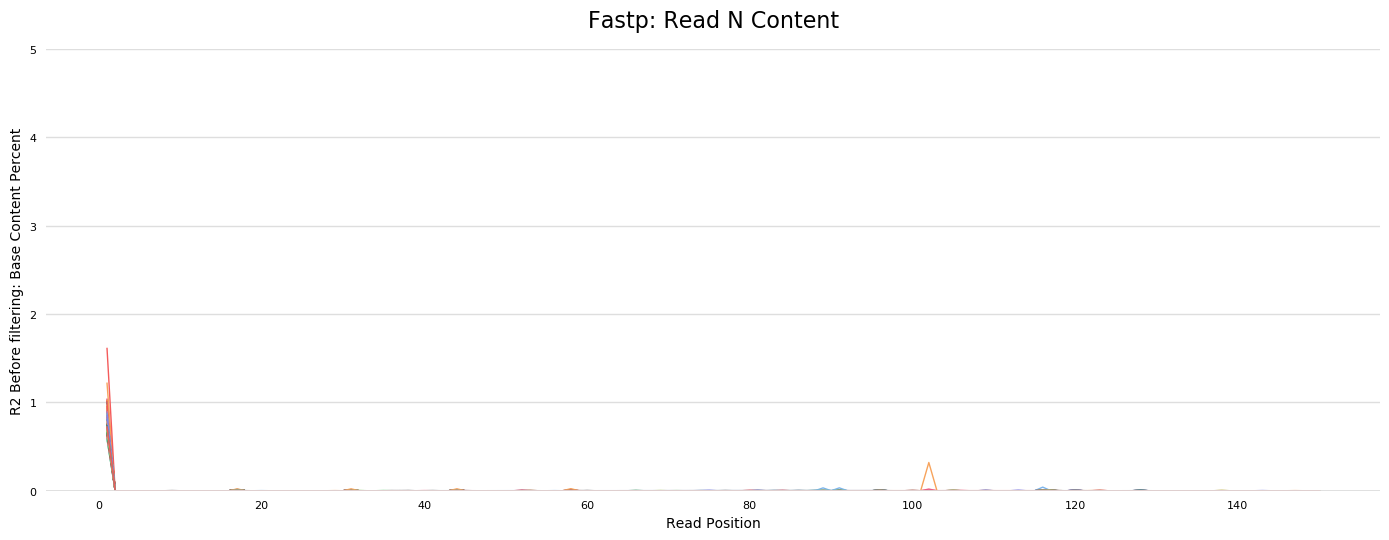 Fastp: Read N Content
R2 Before filtering: Base Content Percent
5
4
3
2
1
0
0 20 40 60 80 100 120 140
Read Position